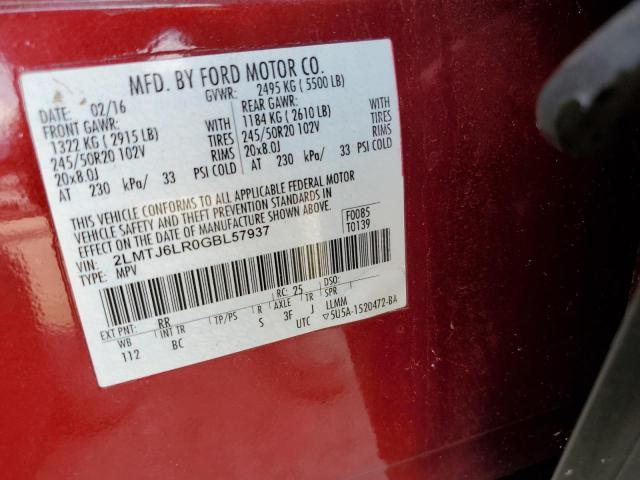 MFD. BY FORD MOTOR CO.
DATE: 02/16 GVWR: 2495 KG ( 5500 LB)
FRONT GAWR: REAR GAWR:
1322 KG ( 2915 LB) WITH 1184 KG ( 2610 LB) WITH
245/50R20 102V TIRES 245/50R20 102V TIRES
20x8.0J RIMS 20x8.0J RIMS
AT 230 kPa/ 33 PSI COLD AT 230 kPa/ 33 PSI COLD
THIS VEHICLE CONFORMS TO ALL APPLICABLE FEDERAL MOTOR
VEHICLE SAFETY AND THEFT PREVENTION STANDARDS IN
EFFECT ON THE DATE OF MANUFACTURE SHOWN ABOVE.
VIN: 2LMTJ6LR0GBL57937 F0085
TYPE: MPV T0139
EXT PNT: RR RC: 25 DSO:
WB INT TR TP/PS R AXLE TR SPR
112 BC S 3F J LLMM
UTC ▽5U5A-1520472-BA